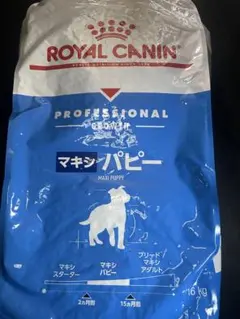 ROYAL CANIN
PROFESSIONAL
GROWTH
マキシパピー
MAXI PUPPY
マキシ
スターター
マキシ
パピー
ブリード/
マキシ
アダルト
2ヵ月齢
15ヵ月齢
16 kg